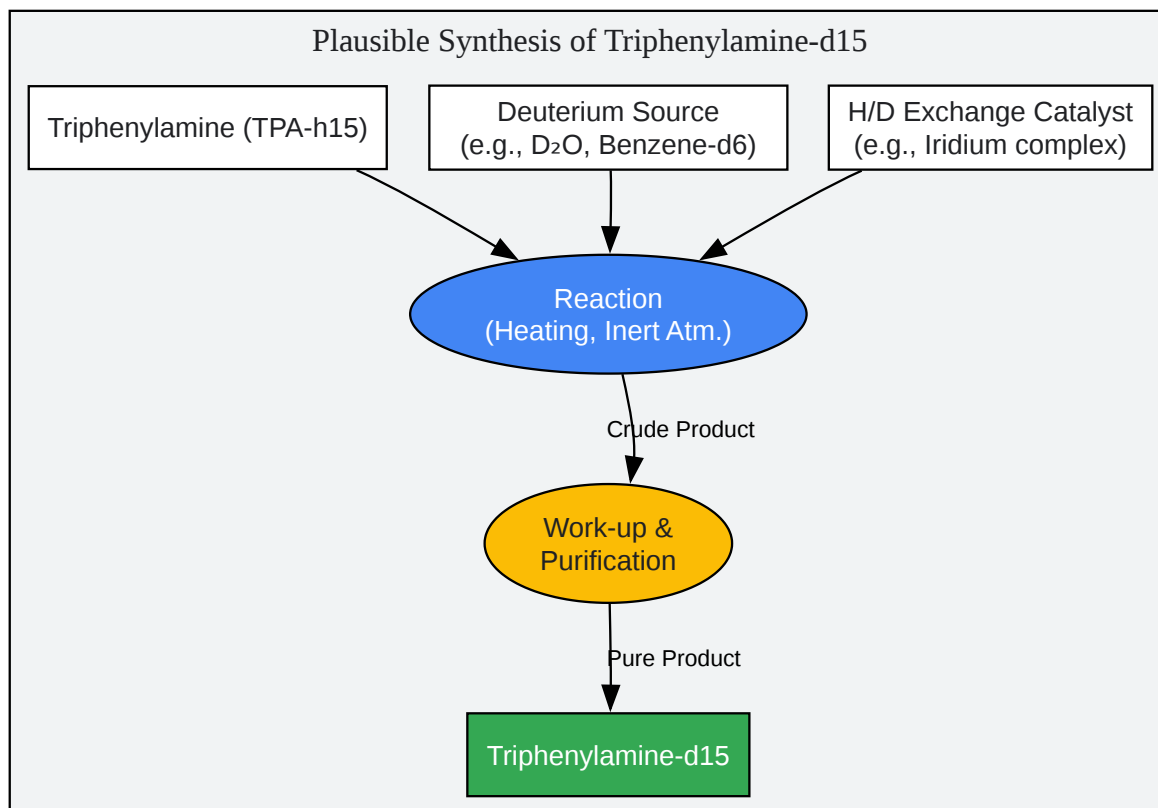 Plausible Synthesis of Triphenylamine-d15
Triphenylamine (TPA-h15)
Deuterium Source
(e.g., D₂O, Benzene-d6)
H/D Exchange Catalyst
(e.g., Iridium complex)
Reaction
(Heating, Inert Atm.)
Crude Product
Work-up &
Purification
Pure Product
Triphenylamine-d15